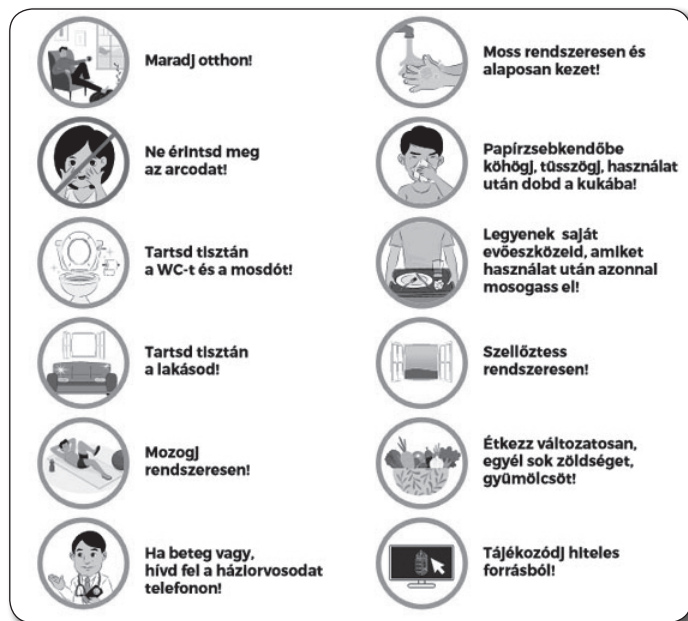 Maradj otthon!
Moss rendszeresen és
alaposan kezet!
Ne érintsd meg
az arcodat!
Papírzsebkendőbe
köhögj, tüsszögj, használat
után dobd a kukába!
Tartsd tisztán
a WC-t és a mosdót!
Legyenek saját
evőeszközeid, amiket
használat után azonnal
mosogass el!
Tartsd tisztán
a lakásod!
Szellőztess
rendszeresen!
Mozogj
rendszeresen!
Étkezz változatosan,
egyél sok zöldséget,
gyümölcsöt!
Ha beteg vagy,
hívd fel a háziorvosodat
telefonon!
Tájékozódj hiteles
forrásból!